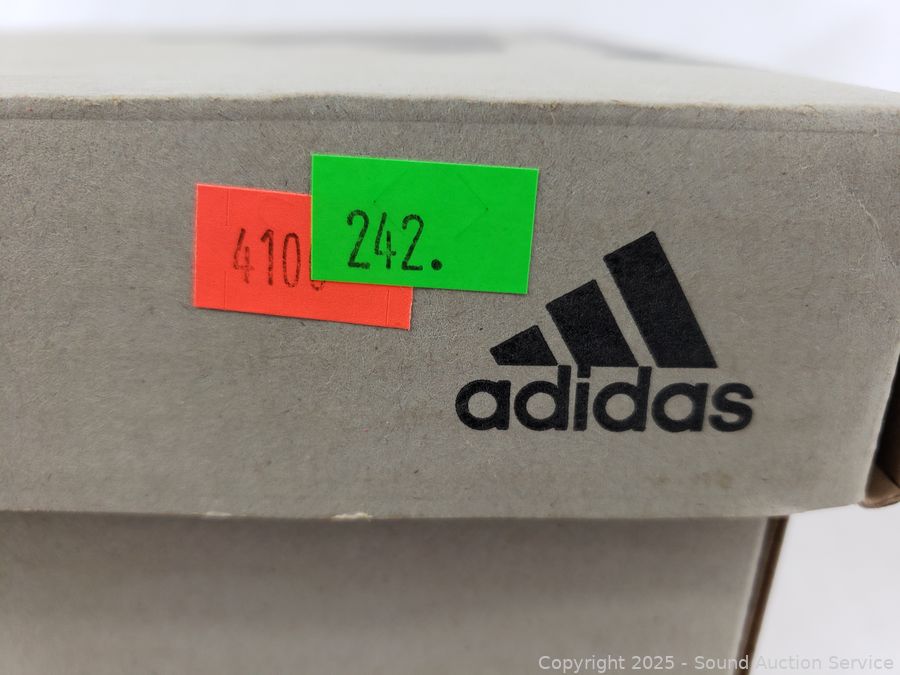 410
242.
adidas
Copyright © 2025 - Sound Auction Service